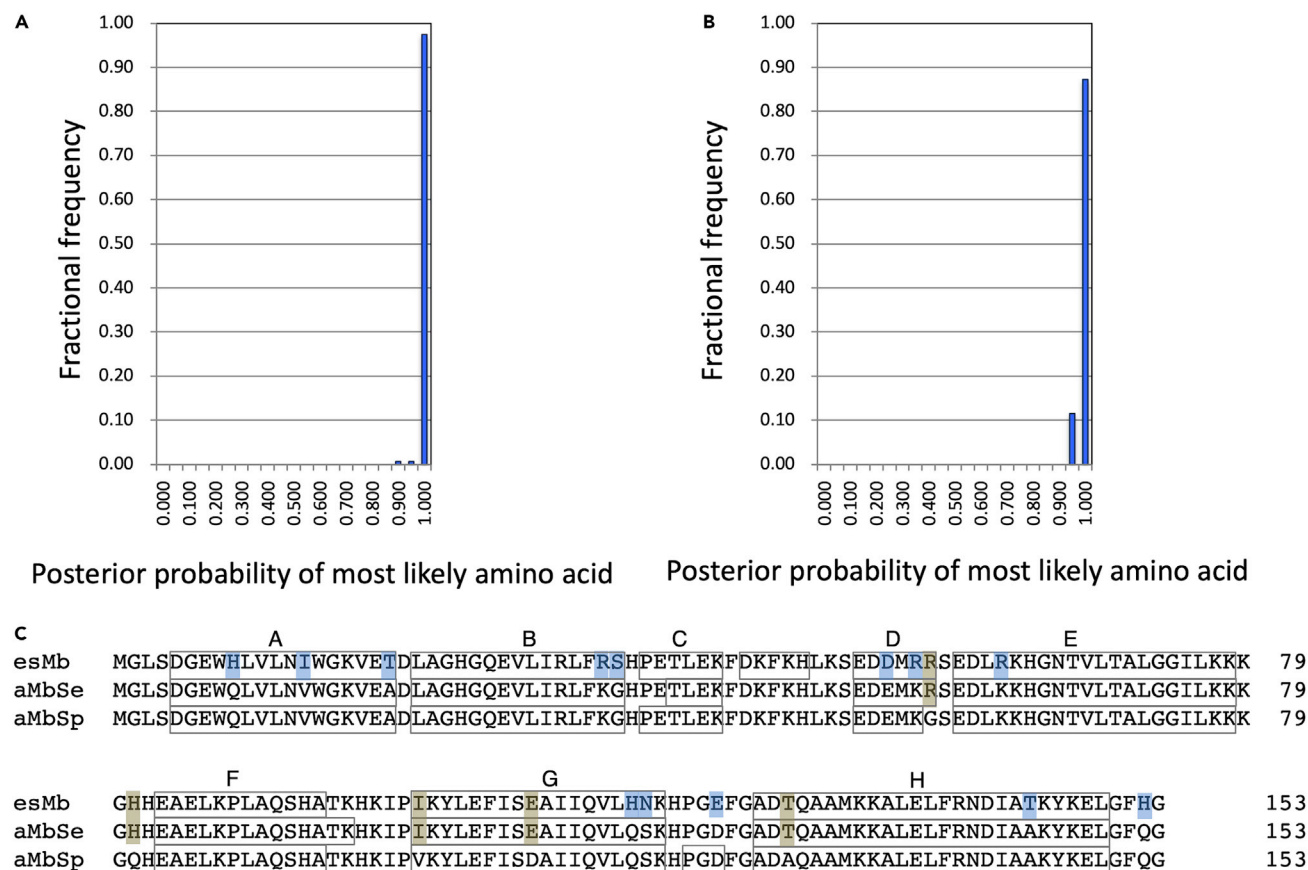 A
B
1.00
0.90
0.80
0.70
0.60
0.50
0.40
0.30
0.20
0.10
0.00
Fractional frequency
0.000
0.100
0.200
0.300
0.400
0.500
0.600
0.700
0.800
0.900
1.000
Posterior probability of most likely amino acid
1.00
0.90
0.80
0.70
0.60
0.50
0.40
0.30
0.20
0.10
0.00
Fractional frequency
0.000
0.100
0.200
0.300
0.400
0.500
0.600
0.700
0.800
0.900
1.000
Posterior probability of most likely amino acid
C
A B C D E
esMb MGLSDGEWHLVLNIWGKVETDLAGHGQEVLIRLFRSHPETLEKFDKFKHLKSEDDMRRSEDLRKHGNTVLTALGGILKKK 79
aMbSe MGLSDGEWQLVLNVWGKVEADLAGHGQEVLIRLFKGHPETLEKFDKFKHLKSEDEMKRSEDLKKHGNTVLTALGGILKKK 79
aMbSp MGLSDGEWQLVLNVWGKVEADLAGHGQEVLIRLFKGHPETLEKFDKFKHLKSEDEMKGSEDLKKHGNTVLTALGGILKKK 79
F G H
esMb GHHEAELKPLAQSHATKHKIPIKYLEFISEAIIQVLHNKHPGEFGADTQAAMKKALELFRNDIATKYKELGFHG 153
aMbSe GHHEAELKPLAQSHATKHKIPIKYLEFISEAIIQVLQSKHPGDFGADTQAAMKKALELFRNDIAAKYKELGFQG 153
aMbSp GQHEAELKPLAQSHATKHKIPVKYLEFISDAIIQVLQSKHPGDFGADAQAAMKKALELFRNDIAAKYKELGFQG 153